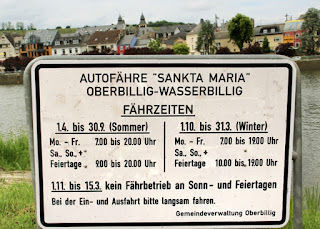 AUTOFÄHRE "SANKTA MARIA"
OBERBILLIG-WASSERBILLIG
FÄHRZEITEN
1.4. bis 30.9. (Sommer) 1.10. bis 31.3. (Winter)
Mo. - Fr. 7.00 bis 20.00 Uhr Mo. - Fr. 7.00 bis 19.00 Uhr
Sa., So., + " Sa., So., + "
Feiertage 9.00 bis 20.00 Uhr Feiertage 10.00 bis 19.00 Uhr
1.11. bis 15.3. kein Fährbetrieb an Sonn - und Feiertagen
Bei der Ein - und Ausfahrt bitte langsam fahren.
Gemeindeverwaltung Oberbillig